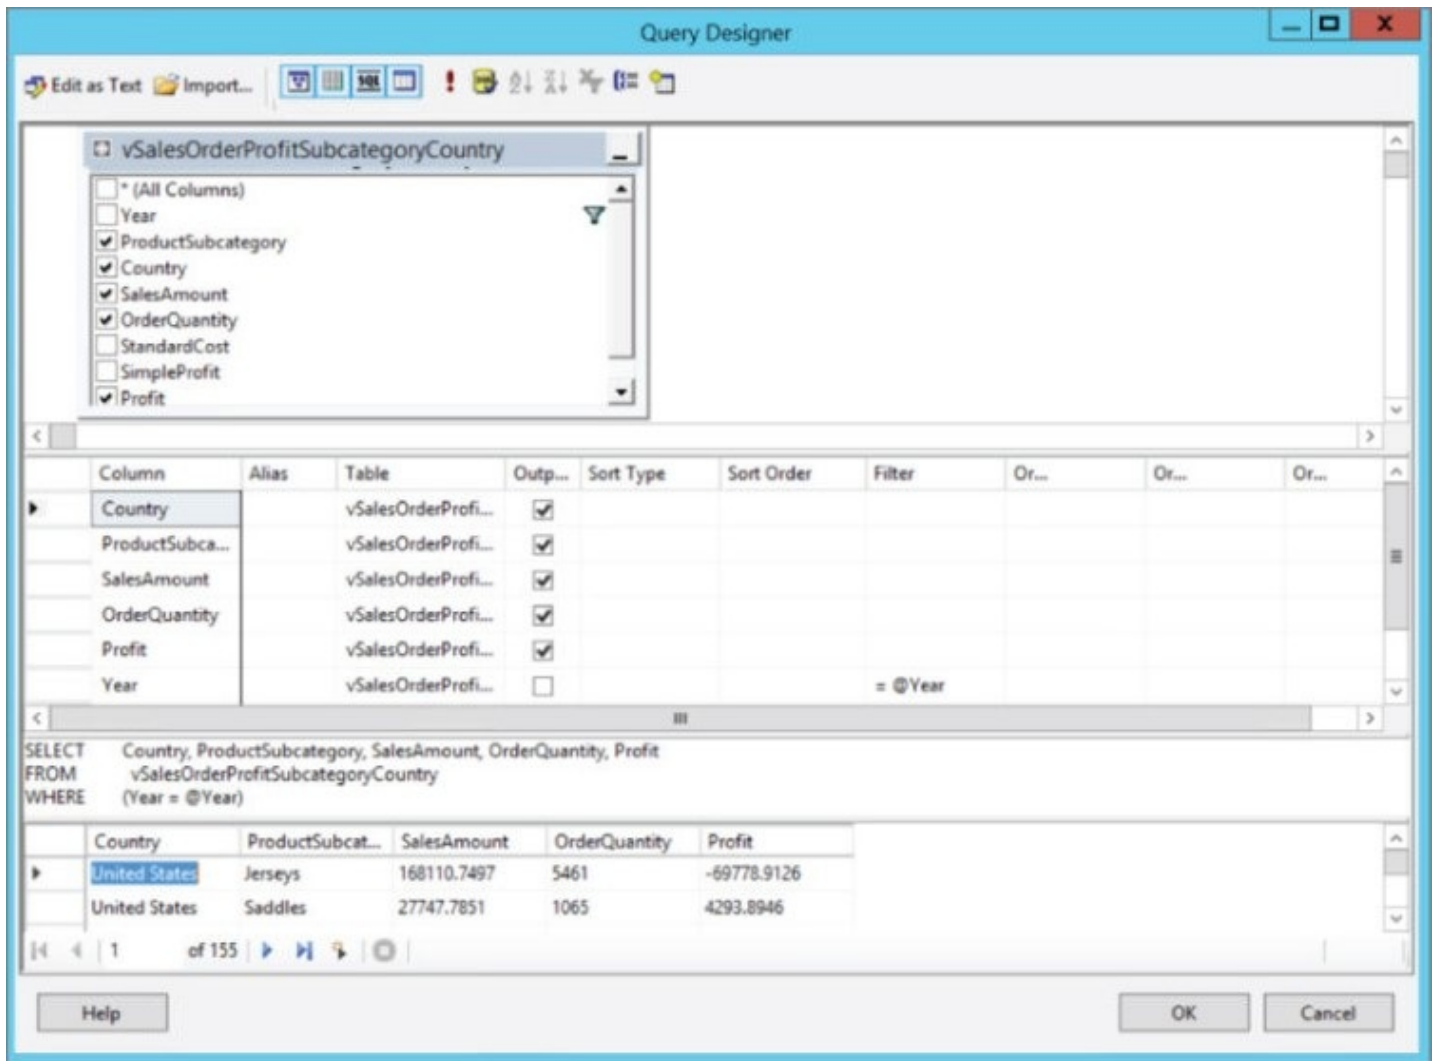 Query Designer
Edit as Text Import...
SQL
vSalesOrderProfitSubcategoryCountry
* (All Columns)
Year
ProductSubcategory
Country
SalesAmount
OrderQuantity
StandardCost
SimpleProfit
Profit
Column Alias Table Outp... Sort Type Sort Order Filter Or... Or... Or...
Country vSalesOrderProfi...
ProductSubca... vSalesOrderProfi...
SalesAmount vSalesOrderProfi...
OrderQuantity vSalesOrderProfi...
Profit vSalesOrderProfi...
Year vSalesOrderProfi... = @Year
SELECT Country, ProductSubcategory, SalesAmount, OrderQuantity, Profit
FROM vSalesOrderProfitSubcategoryCountry
WHERE (Year = @Year)
Country ProductSubcat... SalesAmount OrderQuantity Profit
United States Jerseys 168110.7497 5461 -69778.9126
United States Saddles 27747.7851 1065 4293.8946
1 of 155
Help OK Cancel